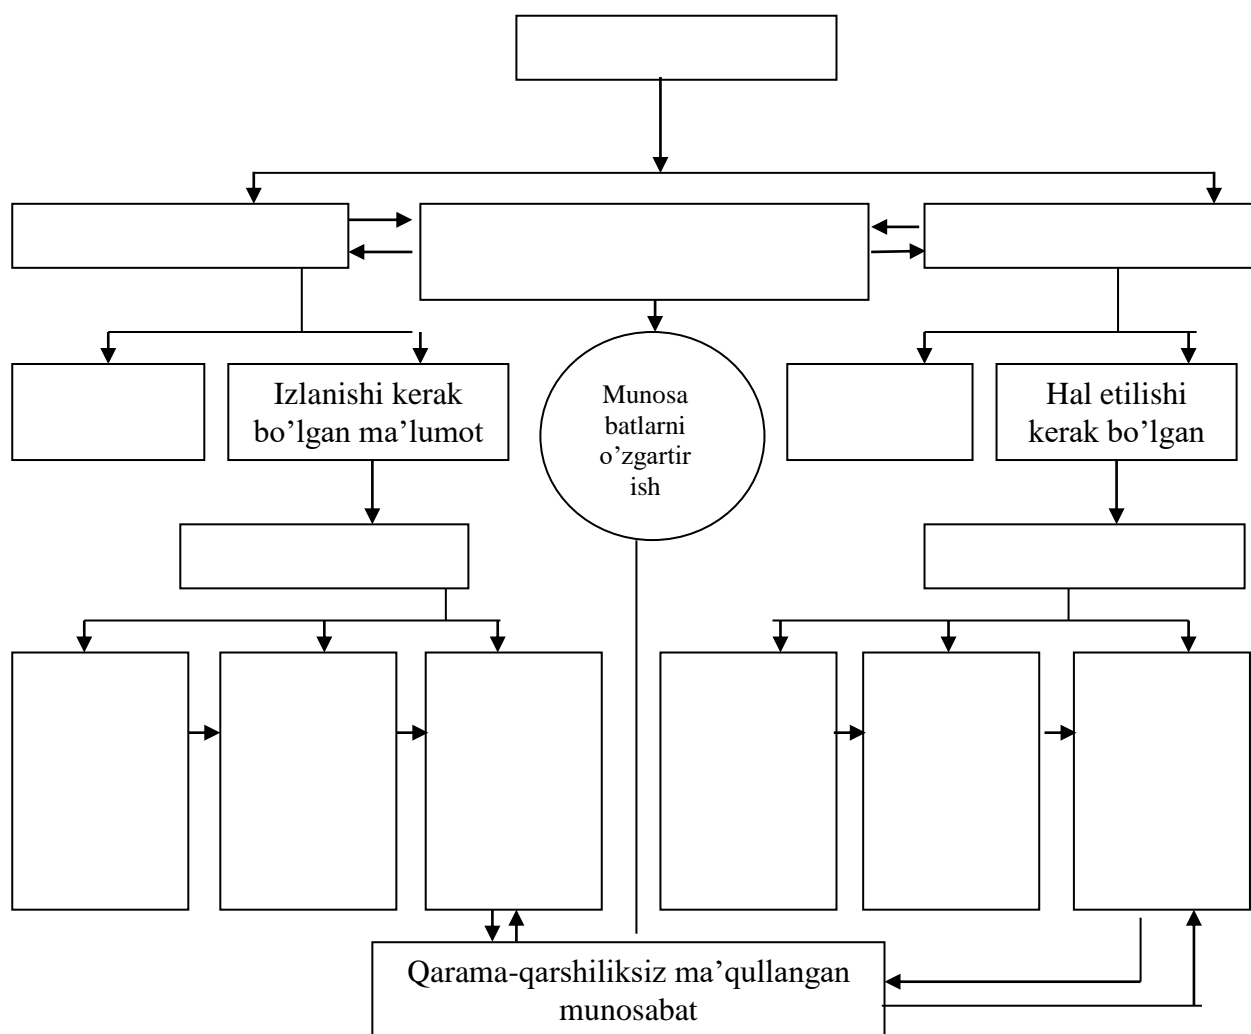 Izlanishi kerak
bo’lgan ma’lumot
Munosa
batlarni
o’zgartir
ish
Hal etilishi
kerak bo’lgan
Qarama-qarshiliksiz ma’qullangan
munosabat